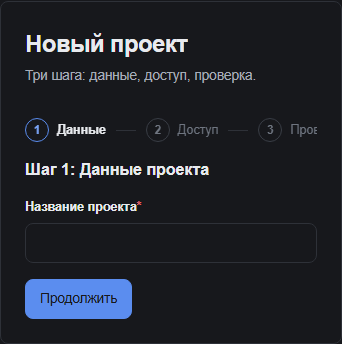 Новый проект
Три шага: данные, доступ, проверка.
1 Данные 2 Доступ 3 Пров
Шаг 1: Данные проекта
Название проекта*
Продолжить